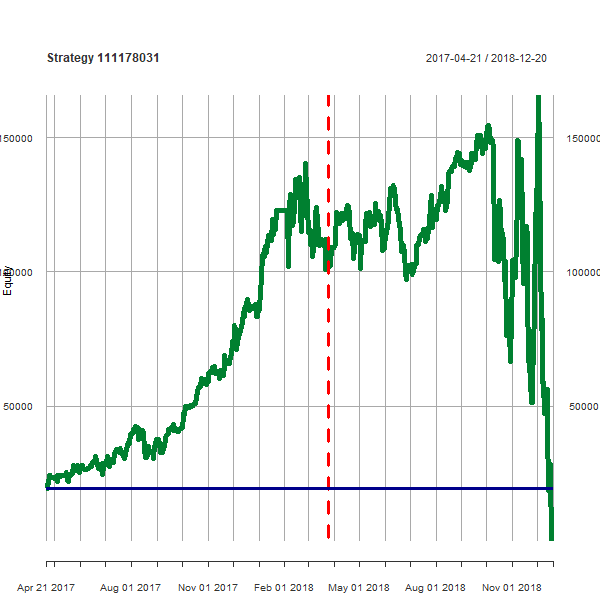 Strategy 111178031
2017-04-21 / 2018-12-20
150000 150000
100000 100000
Equity
50000 50000
Apr 21 2017 Aug 01 2017 Nov 01 2017 Feb 01 2018 May 01 2018 Aug 01 2018 Nov 01 2018